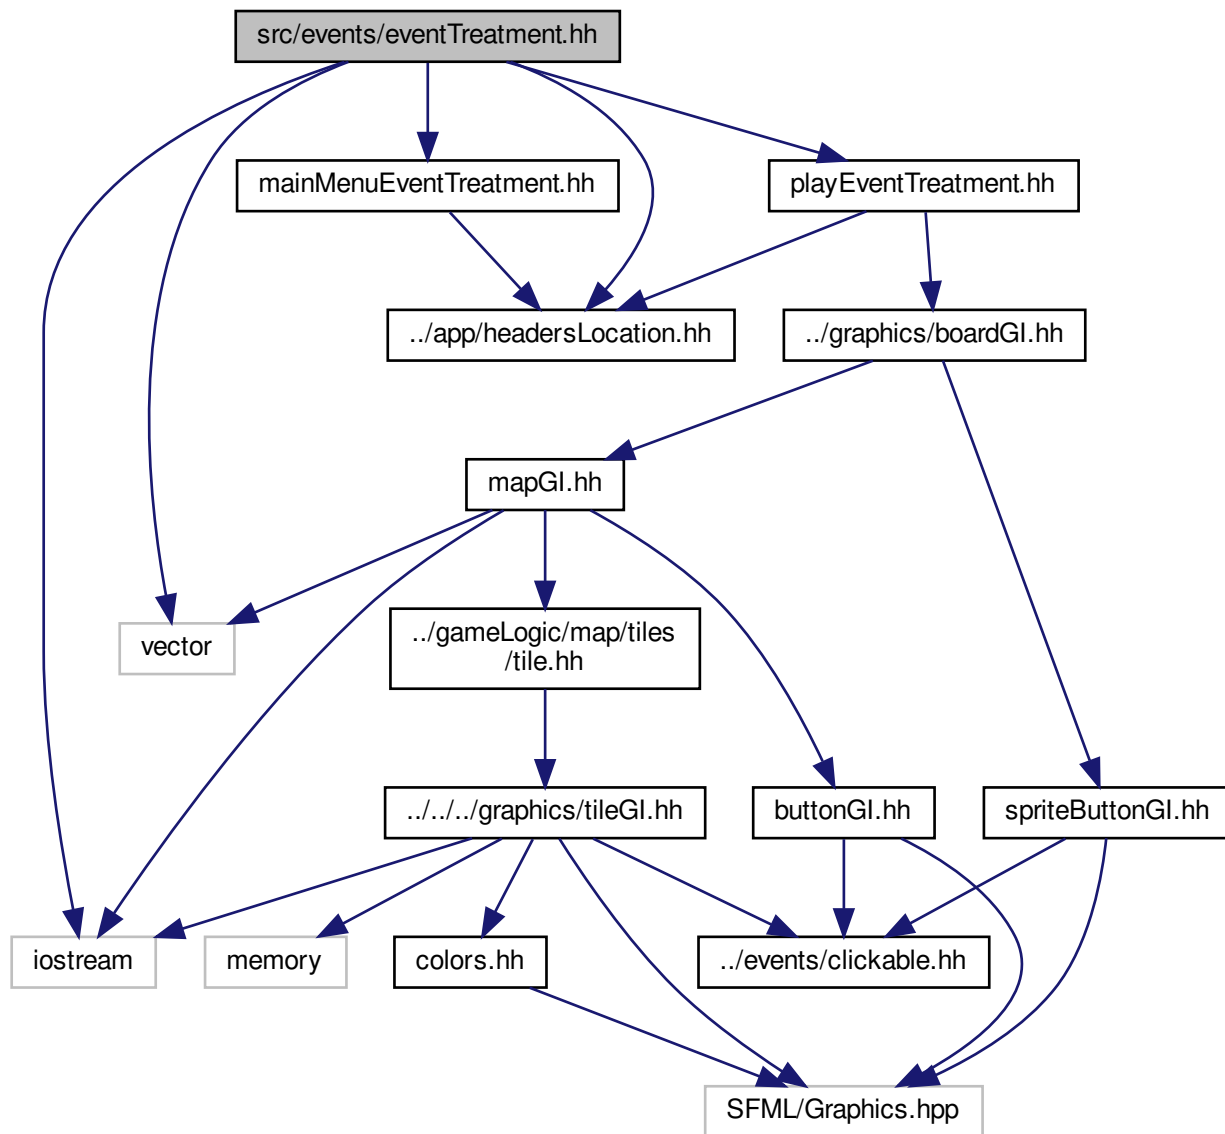 src/events/eventTreatment.hh
mainMenuEventTreatment.hh
playEventTreatment.hh
../app/headersLocation.hh
../graphics/boardGI.hh
mapGI.hh
vector
../gameLogic/map/tiles
/tile.hh
../../../graphics/tileGI.hh
buttonGI.hh
spriteButtonGI.hh
iostream
memory
colors.hh
../events/clickable.hh
SFML/Graphics.hpp